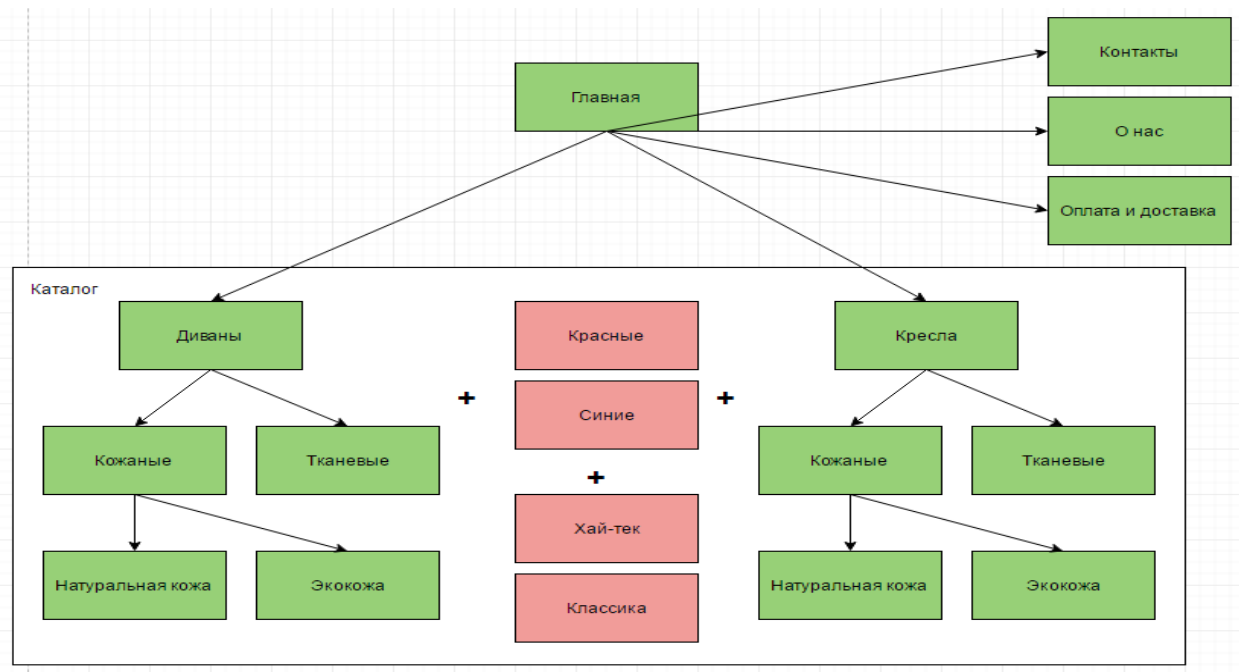 Контакты
Главная
О нас
Оплата и доставка
Каталог
Диваны
Красные
Кресла
+
+
Синие
Кожаные
Тканевые
Кожаные
Тканевые
+
Хай-тек
Натуральная кожа
Экокожа
Натуральная кожа
Экокожа
Классика